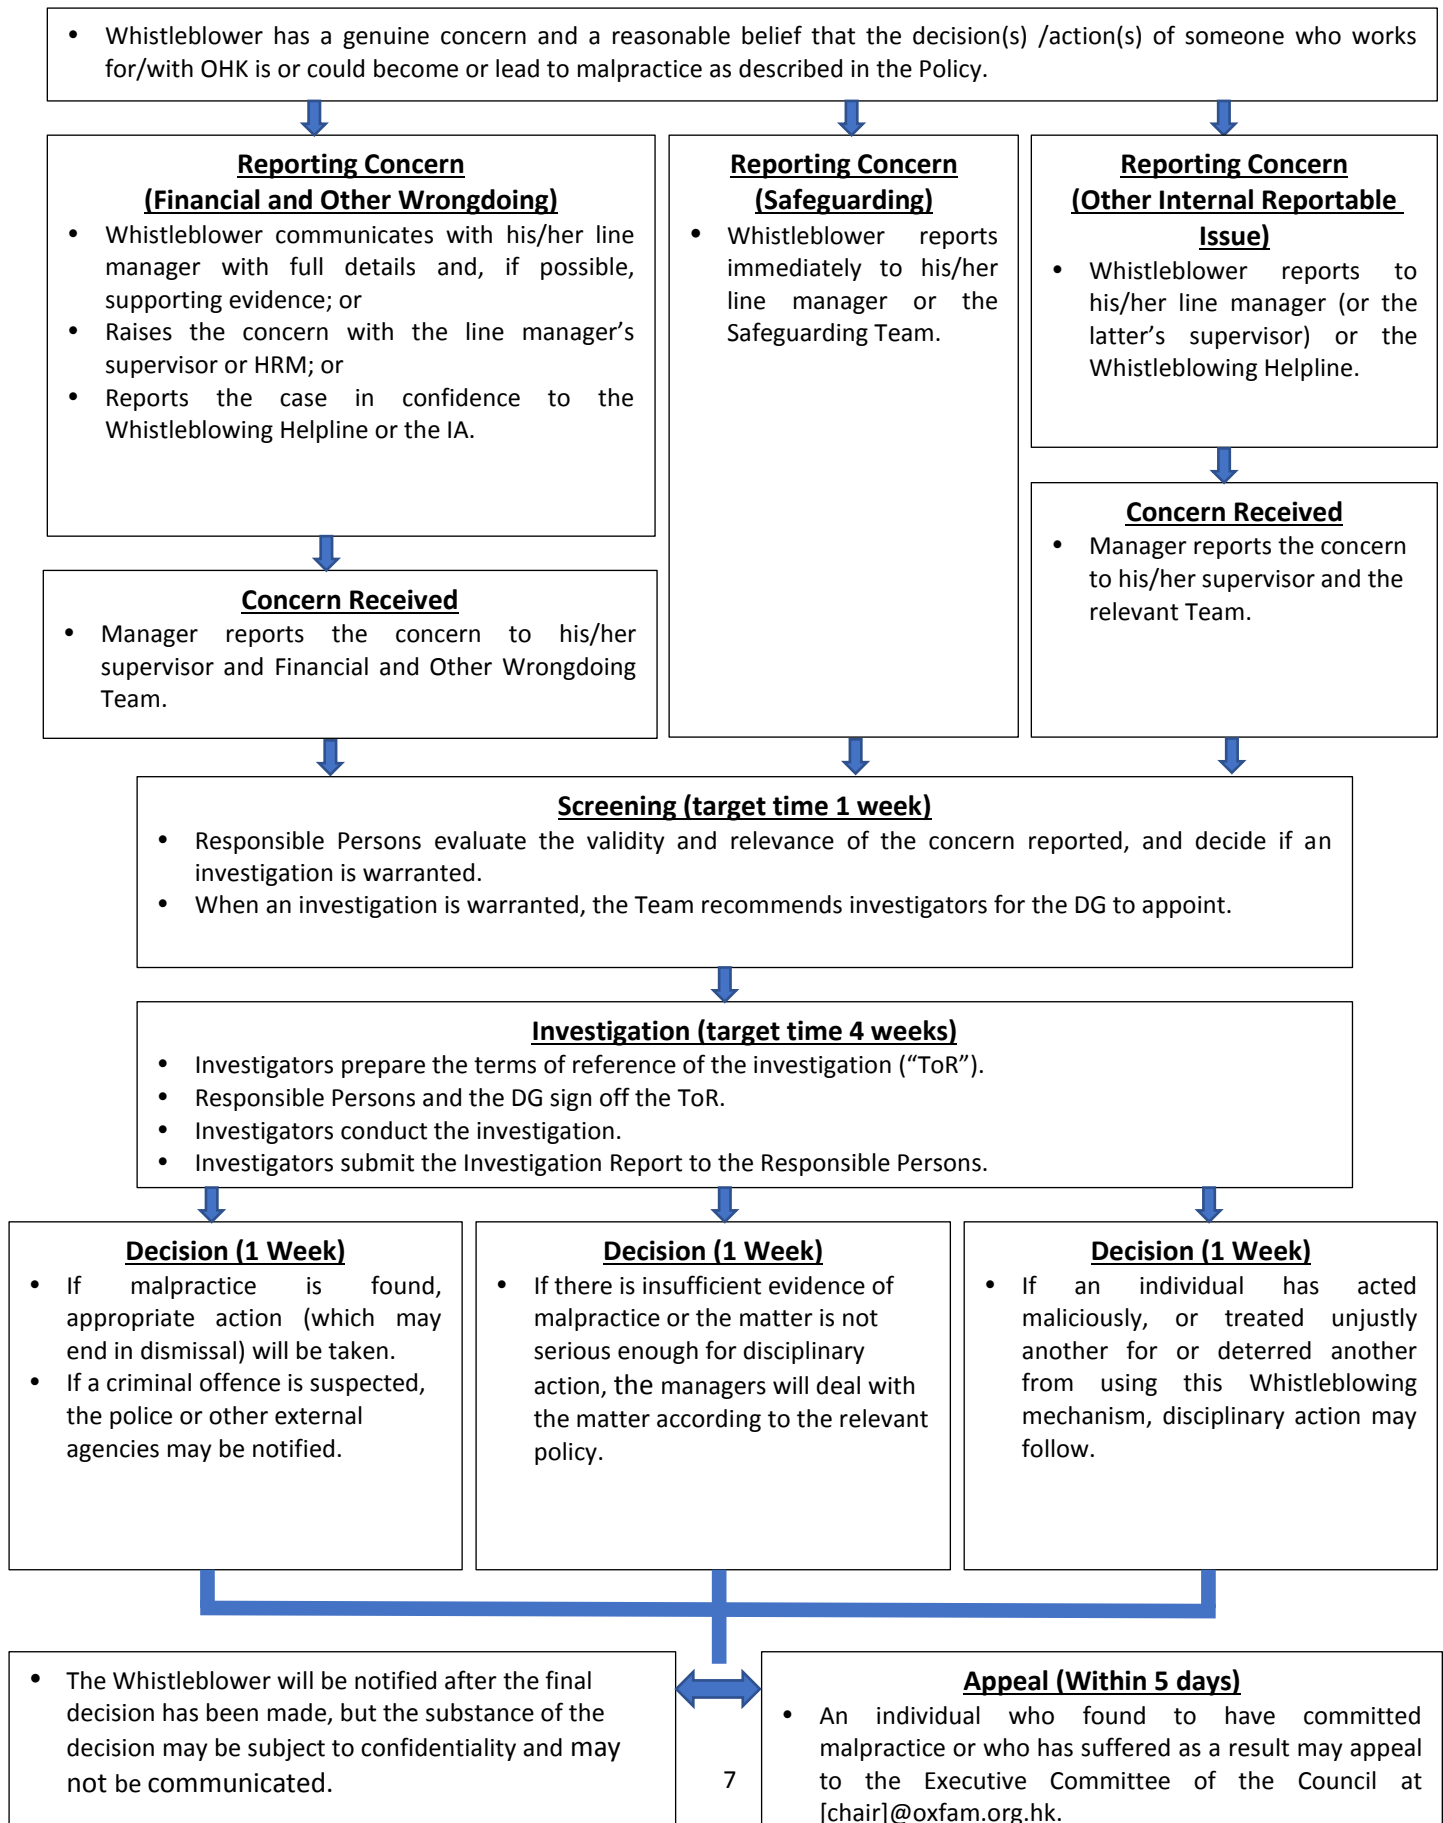 • Whistleblower has a genuine concern and a reasonable belief that the decision(s) /action(s) of someone who works
for/with OHK is or could become or lead to malpractice as described in the Policy.
Reporting Concern
(Financial and Other Wrongdoing)
• Whistleblower communicates with his/her line
manager with full details and, if possible,
supporting evidence; or
• Raises the concern with the line manager's
supervisor or HRM; or
• Reports the case in confidence to the
Whistleblowing Helpline or the IA.
Reporting Concern
(Safeguarding)
• Whistleblower reports
immediately to his/her
line manager or the
Safeguarding Team.
Reporting Concern
(Other Internal Reportable
Issue)
• Whistleblower reports to
his/her line manager (or the
latter's supervisor) or the
Whistleblowing Helpline.
Concern Received
• Manager reports the concern to his/her
supervisor and Financial and Other Wrongdoing
Team.
Concern Received
• Manager reports the concern
to his/her supervisor and the
relevant Team.
Screening (target time 1 week)
• Responsible Persons evaluate the validity and relevance of the concern reported, and decide if an
investigation is warranted.
• When an investigation is warranted, the Team recommends investigators for the DG to appoint.
Investigation (target time 4 weeks)
• Investigators prepare the terms of reference of the investigation (“ToR”).
• Responsible Persons and the DG sign off the ToR.
• Investigators conduct the investigation.
• Investigators submit the Investigation Report to the Responsible Persons.
Decision (1 Week)
• If malpractice is found,
appropriate action (which may
end in dismissal) will be taken.
• If a criminal offence is suspected,
the police or other external
agencies may be notified.
Decision (1 Week)
• If there is insufficient evidence of
malpractice or the matter is not
serious enough for disciplinary
action, the managers will deal with
the matter according to the relevant
policy.
Decision (1 Week)
• If an individual has acted
maliciously, or treated unjustly
another for or deterred another
from using this Whistleblowing
mechanism, disciplinary action may
follow.
• The Whistleblower will be notified after the final
decision has been made, but the substance of the
decision may be subject to confidentiality and may
not be communicated.
7
Appeal (Within 5 days)
• An individual who found to have committed
malpractice or who has suffered as a result may appeal
to the Executive Committee of the Council at
[chair]@oxfam.org.hk.